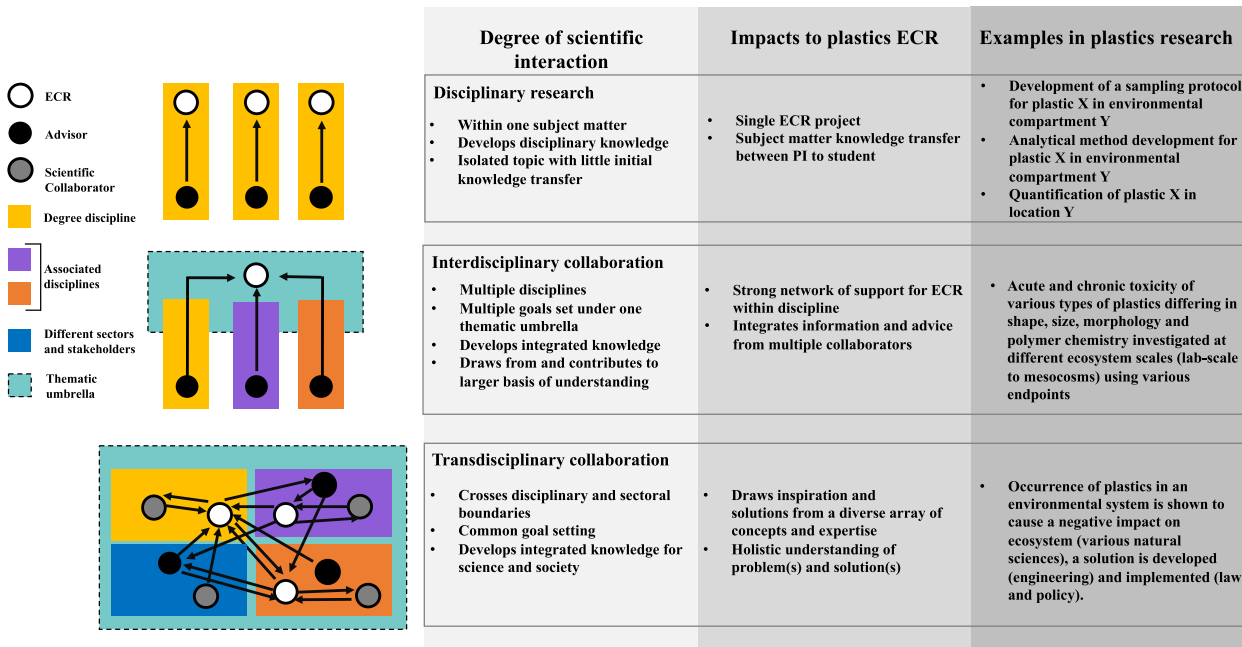 Degree of scientific
interaction
Impacts to plastics ECR
Examples in plastics research
ECR
Advisor
Scientific
Collaborator
Degree discipline
Associated
disciplines
Different sectors
and stakeholders
Thematic
umbrella
Disciplinary research
• Within one subject matter
• Develops disciplinary knowledge
• Isolated topic with little initial
knowledge transfer
• Single ECR project
• Subject matter knowledge transfer
between PI to student
• Development of a sampling protocol
for plastic X in environmental
compartment Y
• Analytical method development for
plastic X in environmental
compartment Y
• Quantification of plastic X in
location Y
Interdisciplinary collaboration
• Multiple disciplines
• Multiple goals set under one
thematic umbrella
• Develops integrated knowledge
• Draws from and contributes to
larger basis of understanding
• Strong network of support for ECR
within discipline
• Integrates information and advice
from multiple collaborators
• Acute and chronic toxicity of
various types of plastics differing in
shape, size, morphology and
polymer chemistry investigated at
different ecosystem scales (lab-scale
to mesocosms) using various
endpoints
Transdisciplinary collaboration
• Crosses disciplinary and sectoral
boundaries
• Common goal setting
• Develops integrated knowledge for
science and society
• Draws inspiration and
solutions from a diverse array of
concepts and expertise
• Holistic understanding of
problem(s) and solution(s)
• Occurrence of plastics in an
environmental system is shown to
cause a negative impact on
ecosystem (various natural
sciences), a solution is developed
(engineering) and implemented (law
and policy).